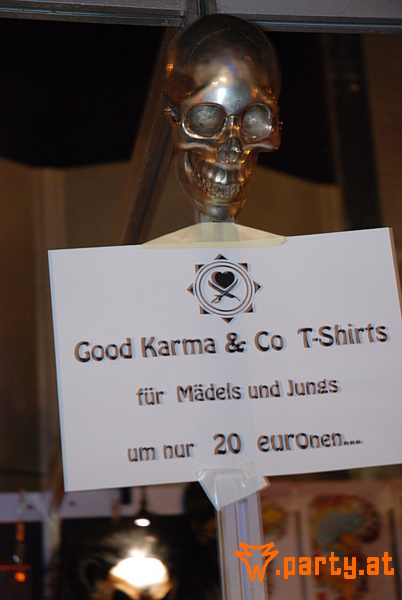 Good Karma & Co T-Shirts
für Mädels und Jungs
um nur 20 euronen...
w.party.at